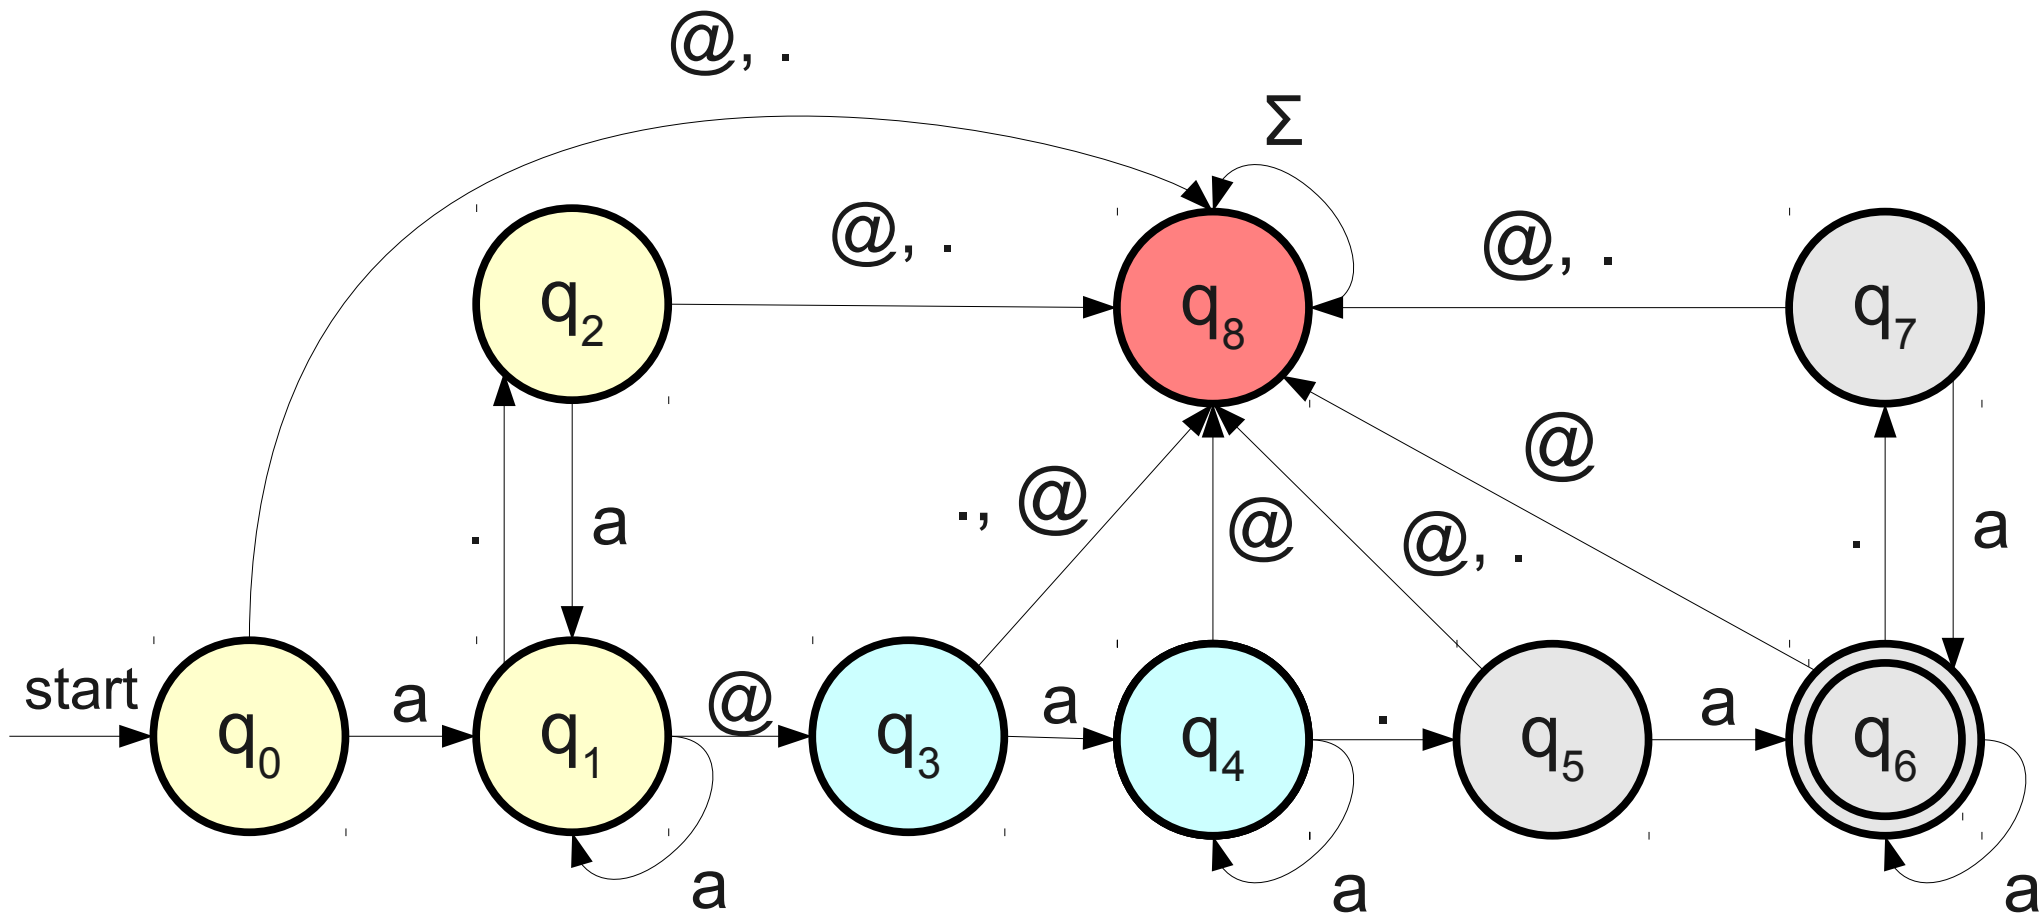 @, .
Σ
@, .
@, .
q2
q8
q7
@
., @
@
@, .
.
a
.
a
start
q0
a
q1
@
q3
a
q4
.
q5
a
q6
a
a
a